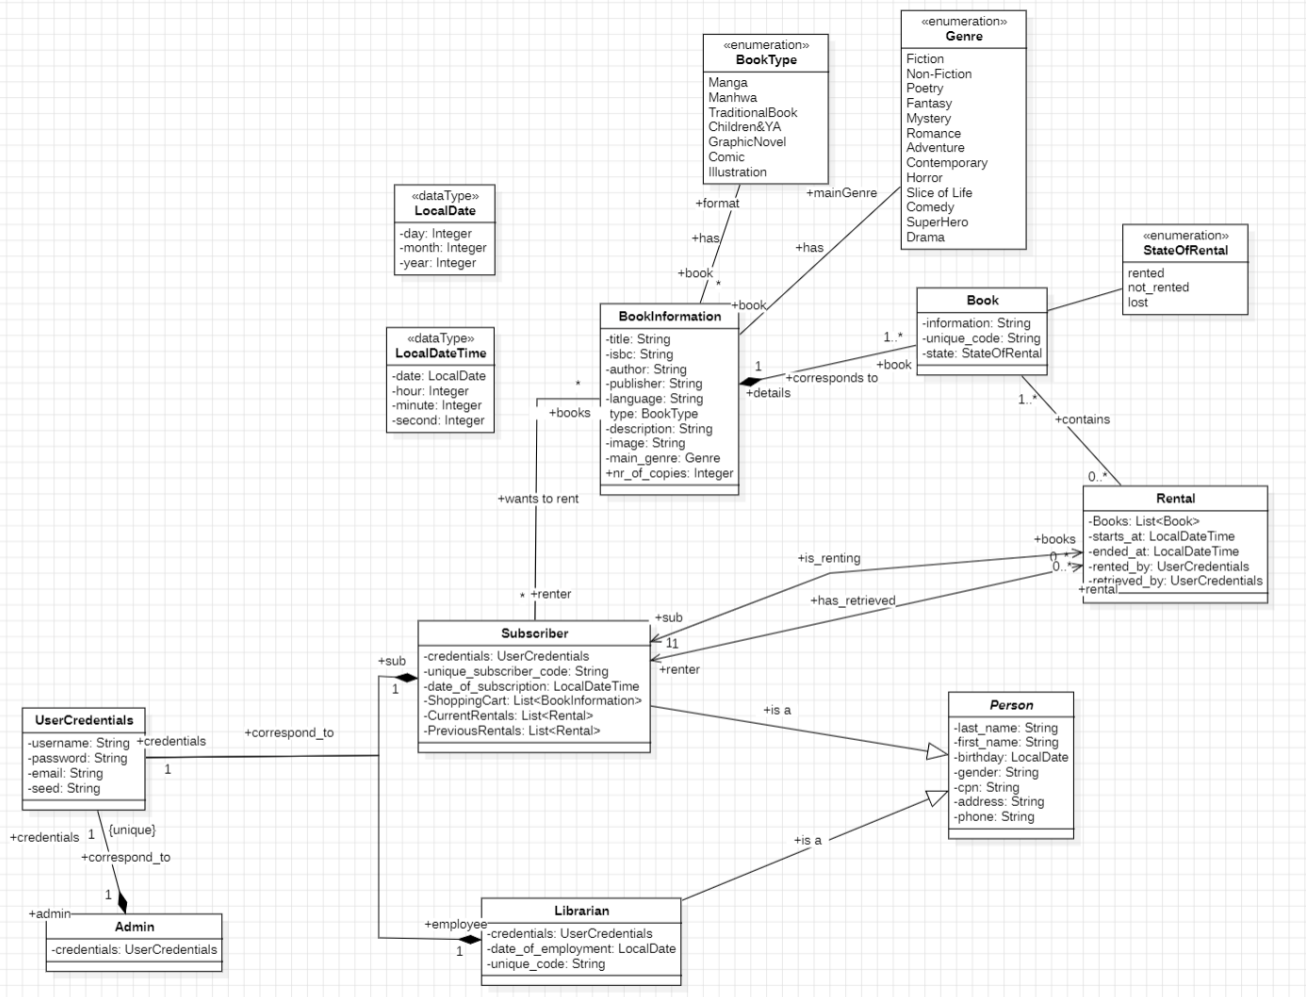 «enumeration»
BookType
Manga
Manhwa
TraditionalBook
Children&YA
GraphicNovel
Comic
Illustration
«enumeration»
Genre
Fiction
Non-Fiction
Poetry
Fantasy
Mystery
Romance
Adventure
Contemporary
Horror
Slice of Life
Comedy
SuperHero
Drama
«dataType»
LocalDate
-day: Integer
-month: Integer
-year: Integer
+format
+has
+book
*
+mainGenre
+has
+book
«enumeration»
StateOfRental
rented
not_rented
lost
«dataType»
LocalDateTime
-date: LocalDate
-hour: Integer
-minute: Integer
-second: Integer
BookInformation
-title: String
-isbc: String
-author: String
-publisher: String
-language: String
type: BookType
-description: String
-image: String
-main_genre: Genre
+nr_of_copies: Integer
Book
-information: String
-unique_code: String
-state: StateOfRental
1..*
+book
1
+corresponds to
+details
*
+books
+wants to rent
* +renter
1..*
+contains
0..*
Rental
-Books: List<Book>
-starts_at: LocalDateTime
-ended_at: LocalDateTime
-rented_by: UserCredentials
-retrieved_by: UserCredentials
+books
0..*
0..*
+rental
+is_renting
+has_retrieved
+sub
11
+renter
Subscriber
-credentials: UserCredentials
-unique_subscriber_code: String
-date_of_subscription: LocalDateTime
-ShoppingCart: List<BookInformation>
-CurrentRentals: List<Rental>
-PreviousRentals: List<Rental>
+sub
1
+is a
Person
-last_name: String
-first_name: String
-birthday: LocalDate
-gender: String
-cpn: String
-address: String
-phone: String
UserCredentials
-username: String
-password: String
-email: String
-seed: String
+credentials
1
+correspond_to
+credentials
1
{unique}
+correspond_to
1
+admin
Admin
-credentials: UserCredentials
+is a
+employee
1
Librarian
-credentials: UserCredentials
-date_of_employment: LocalDate
-unique_code: String